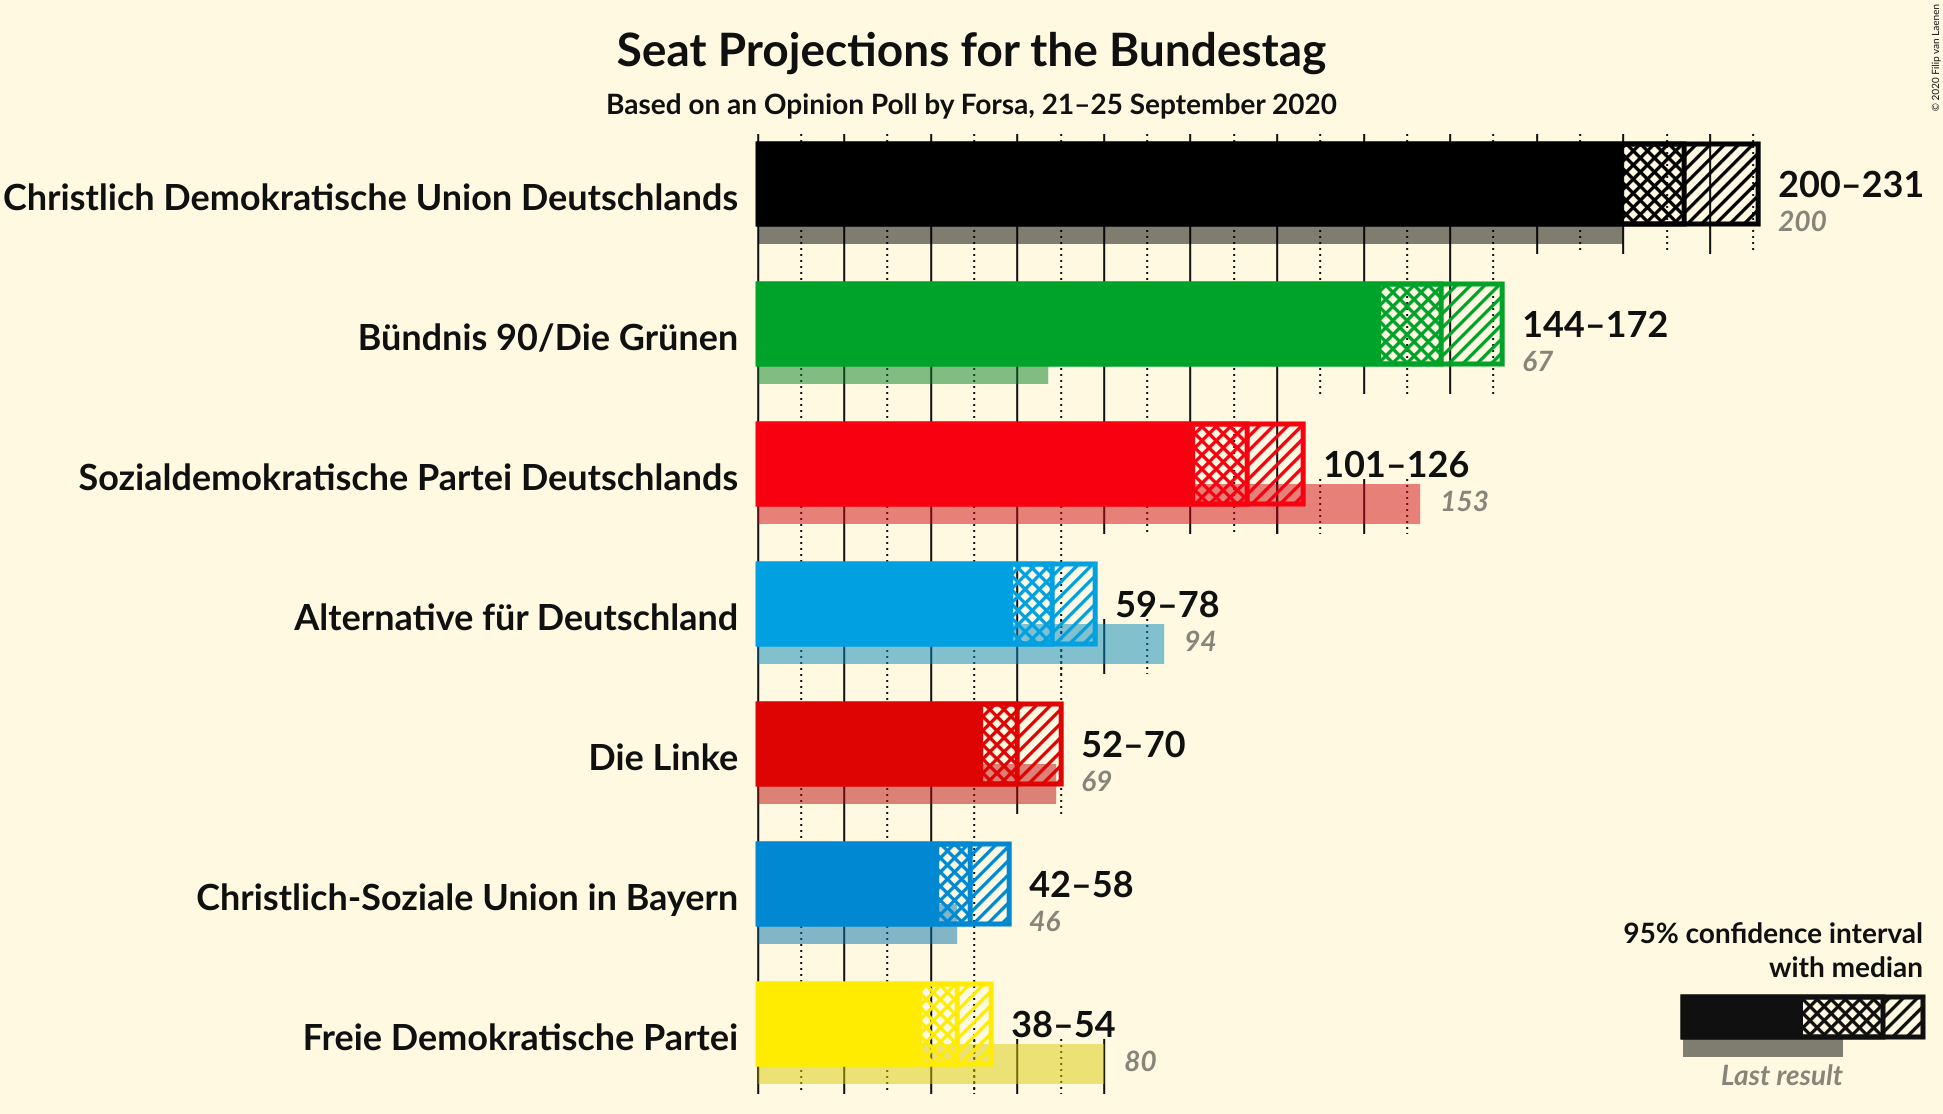 Seat Projections for the Bundestag
Based on an Opinion Poll by Forsa, 21–25 September 2020
© 2020 Filip van Laenen
Christlich Demokratische Union Deutschlands
200–231
200
Bündnis 90/Die Grünen
144–172
67
Sozialdemokratische Partei Deutschlands
101–126
153
Alternative für Deutschland
59–78
94
Die Linke
52–70
69
Christlich-Soziale Union in Bayern
42–58
46
Freie Demokratische Partei
38–54
80
95% confidence interval
with median
Last result